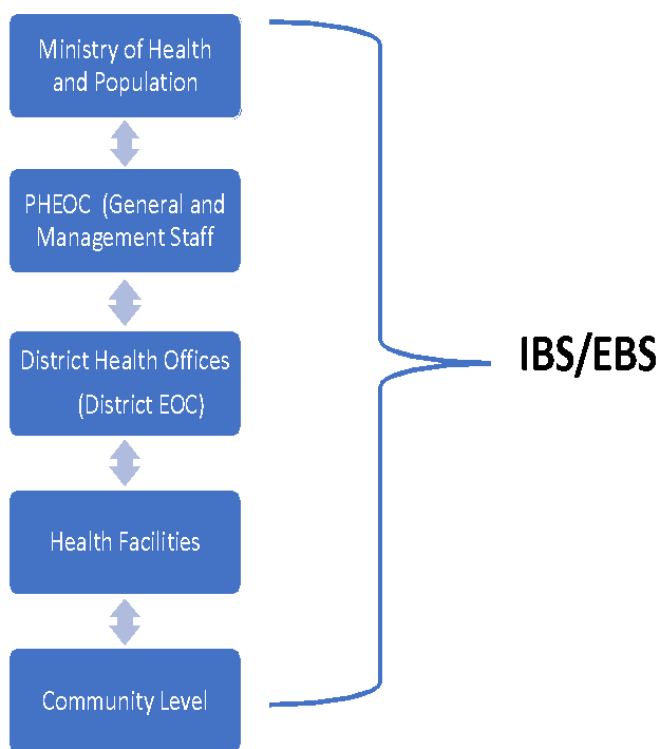 Ministry of Health
and Population
PHEOC (General and
Management Staff
District Health Offices
(District EOC)
IBS/EBS
Health Facilities
Community Level